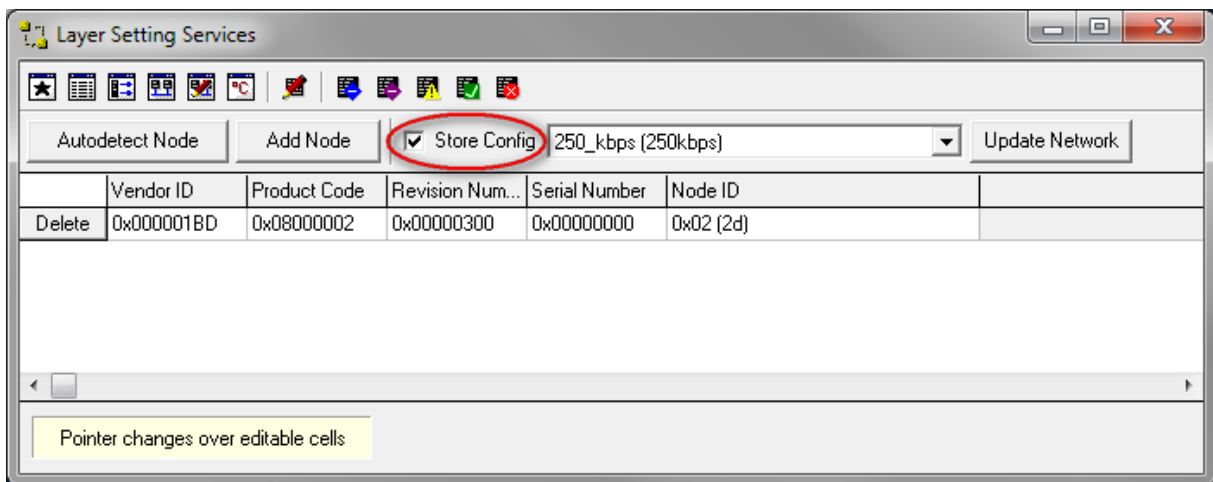 Layer Setting Services
°C
Autodetect Node Add Node Store Config 250_kbps (250kbps) Update Network
Vendor ID Product Code Revision Num... Serial Number Node ID
Delete 0x000001BD 0x08000002 0x00000300 0x00000000 0x02 (2d)
Pointer changes over editable cells